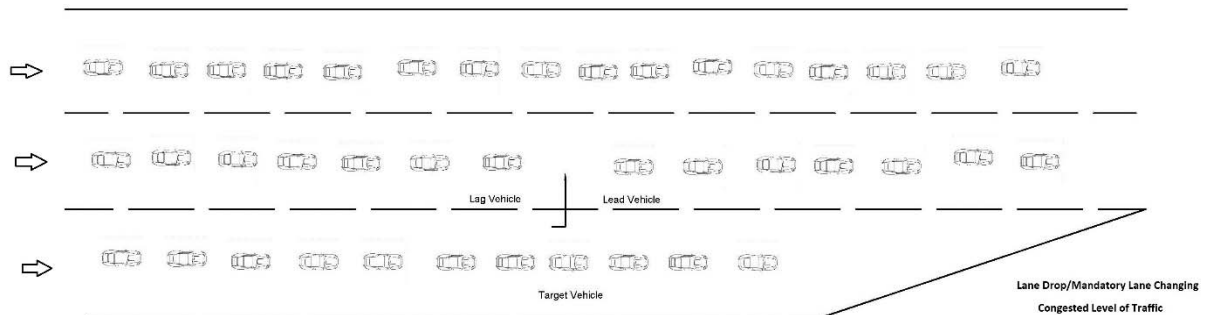 Lag Vehicle
Lead Vehicle
Target Vehicle
Lane Drop/Mandatory Lane Changing
Congested Level of Traffic